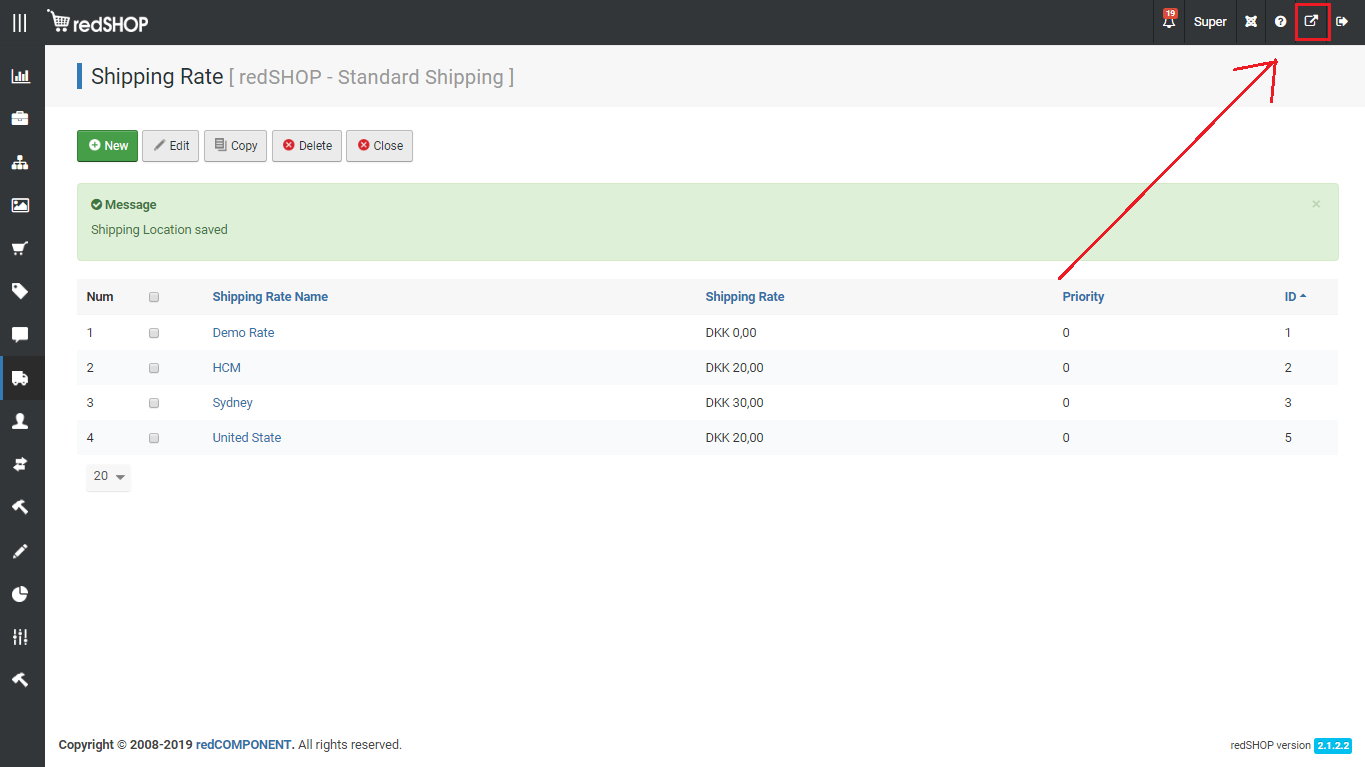 redSHOP
19
Super
Shipping Rate [ redSHOP - Standard Shipping ]
New Edit Copy Delete Close
Message ×
Shipping Location saved
Num Shipping Rate Name Shipping Rate Priority ID
1 Demo Rate DKK 0,00 0 1
2 HCM DKK 20,00 0 2
3 Sydney DKK 30,00 0 3
4 United State DKK 20,00 0 5
20
Copyright © 2008-2019 redCOMPONENT. All rights reserved.
redSHOP version 2.1.2.2